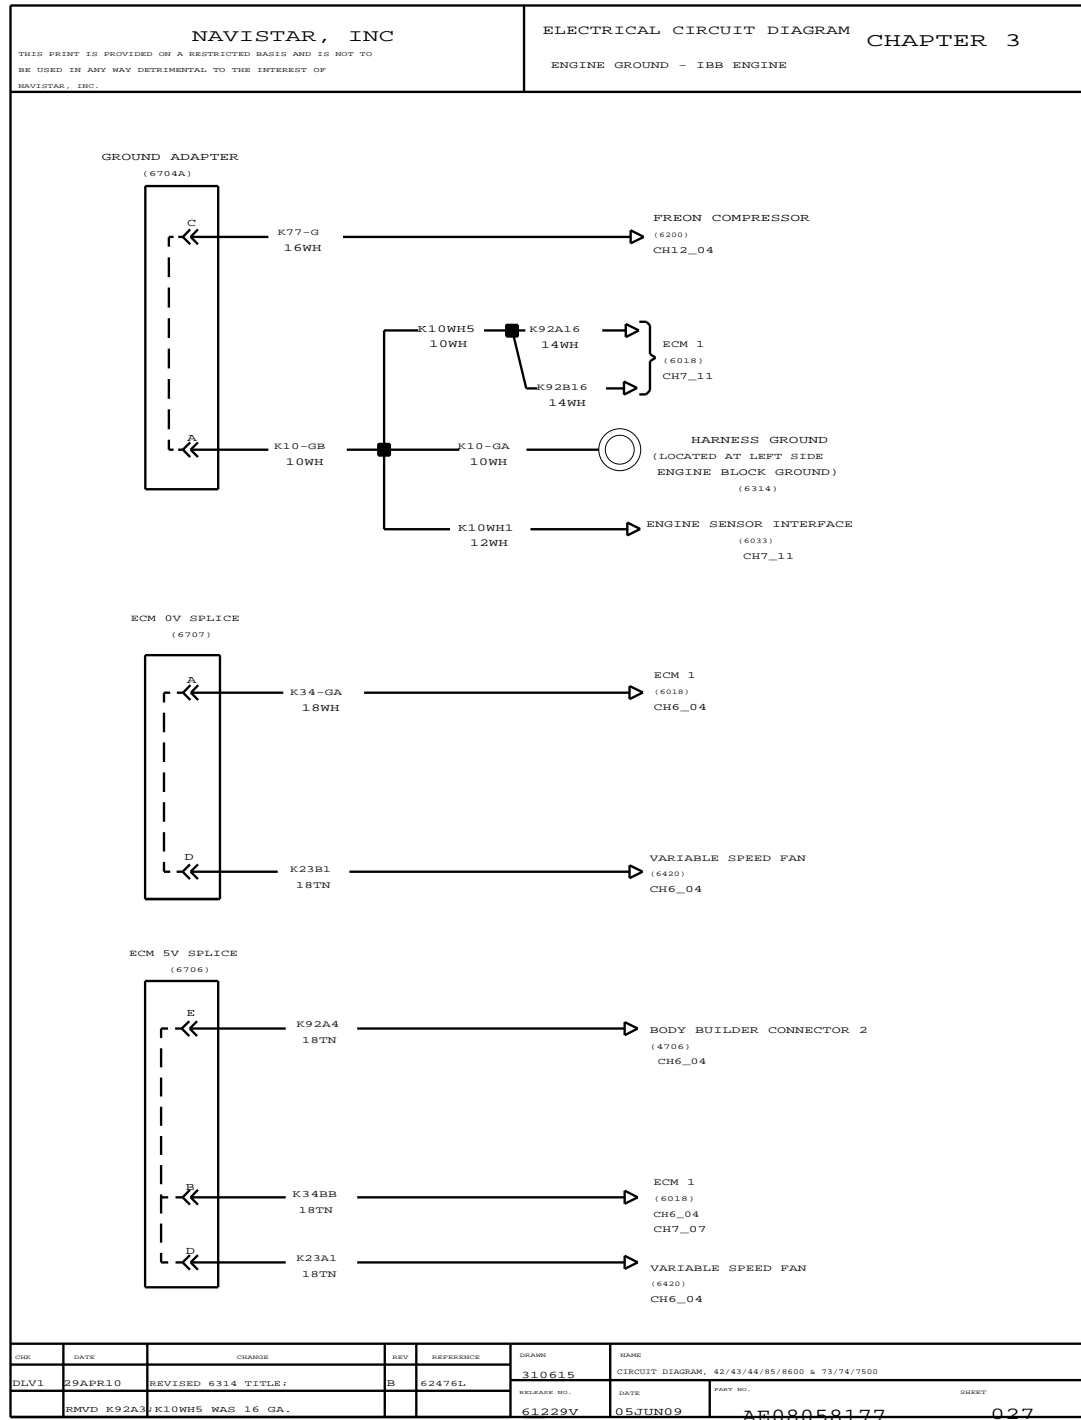 NAVISTAR, INC
THIS PRINT IS PROVIDED ON A RESTRICTED BASIS AND IS NOT TO
BE USED IN ANY WAY DETRIMENTAL TO THE INTEREST OF
NAVISTAR, INC.
ELECTRICAL CIRCUIT DIAGRAM
CHAPTER 3
ENGINE GROUND - IBB ENGINE
GROUND ADAPTER
(6704A)
C
K77-G
16WH
FREON COMPRESSOR
(6200)
CH12_04
K10WH5
10WH
K92A16
14WH
K92B16
14WH
ECM 1
(6018)
CH7_11
A
K10-GB
10WH
K10-GA
10WH
HARNESS GROUND
(LOCATED AT LEFT SIDE
ENGINE BLOCK GROUND)
(6314)
K10WH1
12WH
ENGINE SENSOR INTERFACE
(6033)
CH7_11
ECM 0V SPLICE
(6707)
A
K34-GA
18WH
ECM 1
(6018)
CH6_04
D
K23B1
18TN
VARIABLE SPEED FAN
(6420)
CH6_04
ECM 5V SPLICE
(6706)
E
K92A4
18TN
BODY BUILDER CONNECTOR 2
(4706)
CH6_04
B
K34BB
18TN
ECM 1
(6018)
CH6_04
CH7_07
D
K23A1
18TN
VARIABLE SPEED FAN
(6420)
CH6_04
CHK DATE CHANGE REV REFERENCE
DLV1 29APR10 REVISED 6314 TITLE; B 62476L
RMVD K92A3;K10WH5 WAS 16 GA.
DRAWN
310615
NAME
CIRCUIT DIAGRAM, 42/43/44/85/8600 & 73/74/7500
RELEASE NO.
61229V
DATE
05JUN09
PART NO.
AE08058177
SHEET
027